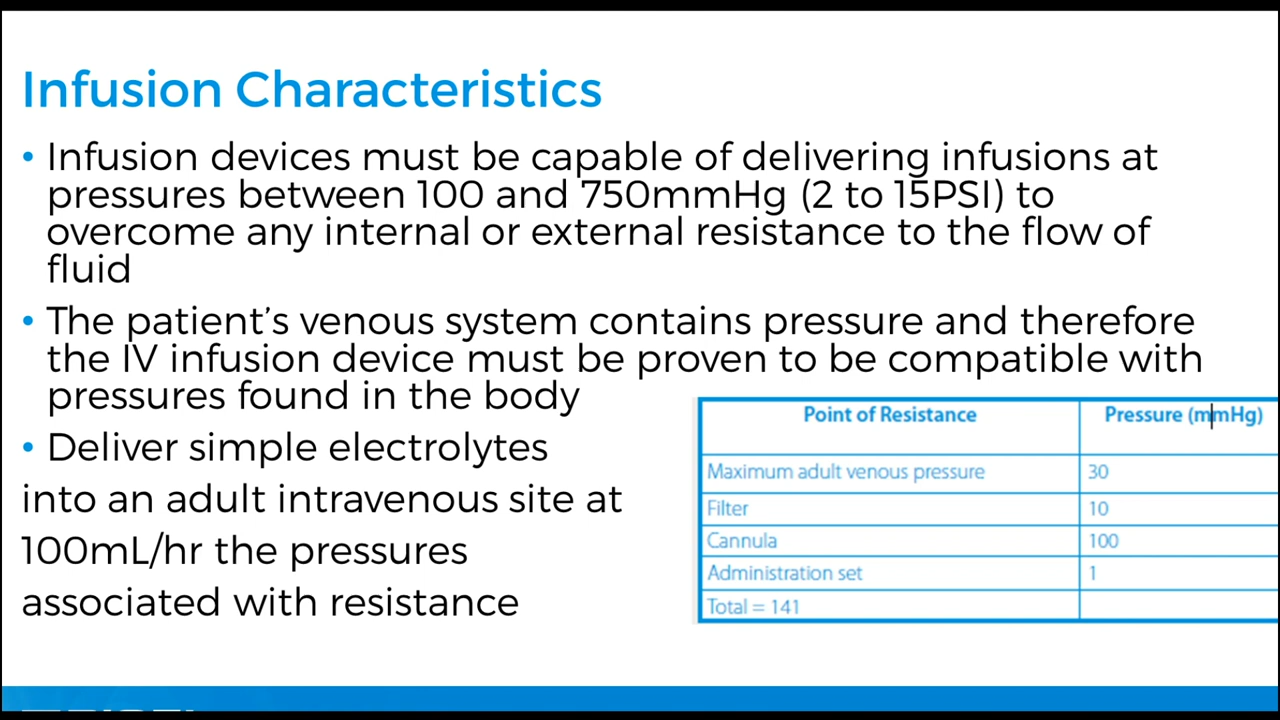 Infusion Characteristics
• Infusion devices must be capable of delivering infusions at
pressures between 100 and 750mmHg (2 to 15PSI) to
overcome any internal or external resistance to the flow of
fluid
• The patient’s venous system contains pressure and therefore
the IV infusion device must be proven to be compatible with
pressures found in the body
• Deliver simple electrolytes
into an adult intravenous site at
100mL/hr the pressures
associated with resistance
Point of Resistance Pressure (mmHg)
Maximum adult venous pressure 30
Filter 10
Cannula 100
Administration set 1
Total = 141